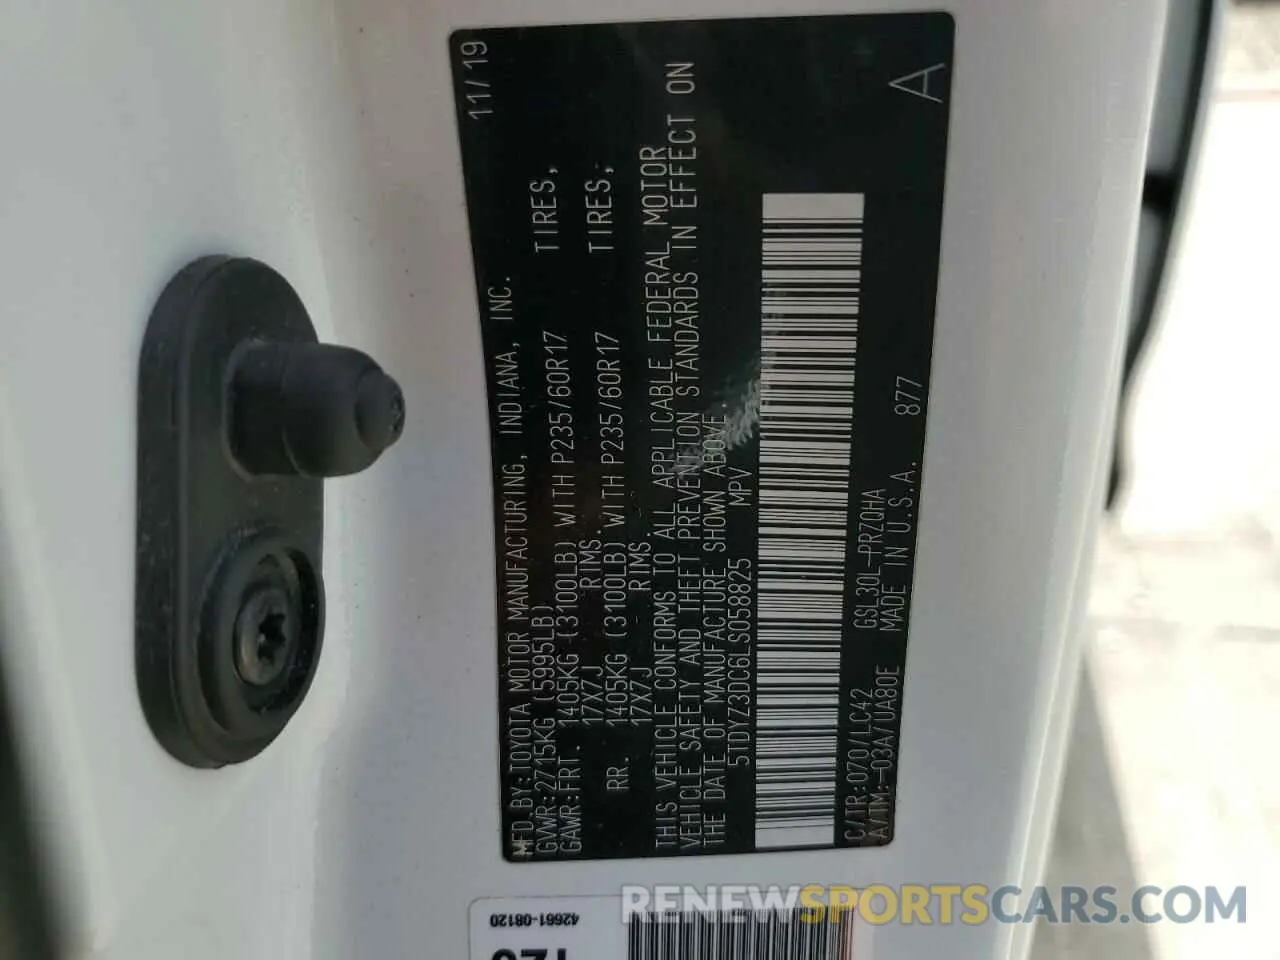 MFD.BY:TOYOTA MOTOR MANUFACTURING, INDIANA, INC. 11/19
GVWR:2715KG (5995LB)
GAWR:FRT. 1405KG (3100LB) WITH P235/60R17 TIRES,
17X7J RIMS.
RR. 1405KG (3100LB) WITH P235/60R17 TIRES,
17X7J RIMS.
THIS VEHICLE CONFORMS TO ALL APPLICABLE FEDERAL MOTOR
VEHICLE SAFETY AND THEFT PREVENTION STANDARDS IN EFFECT ON
THE DATE OF MANUFACTURE SHOWN ABOVE.
5TDYZ3DC6LS058825 MPV
C/TR:070/LC42 GSL30L-PRZQHA
A/TM:-03A/UA80E MADE IN U.S.A. 877
A
42661-08120
RENEWSPORTSCARS.COM